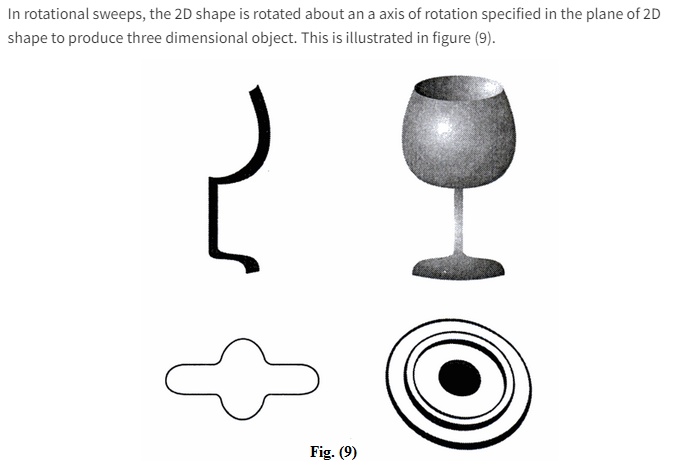 In rotational sweeps, the 2D shape is rotated about an a axis of rotation specified in the plane of 2D
shape to produce three dimensional object. This is illustrated in figure (9).
Fig. (9)